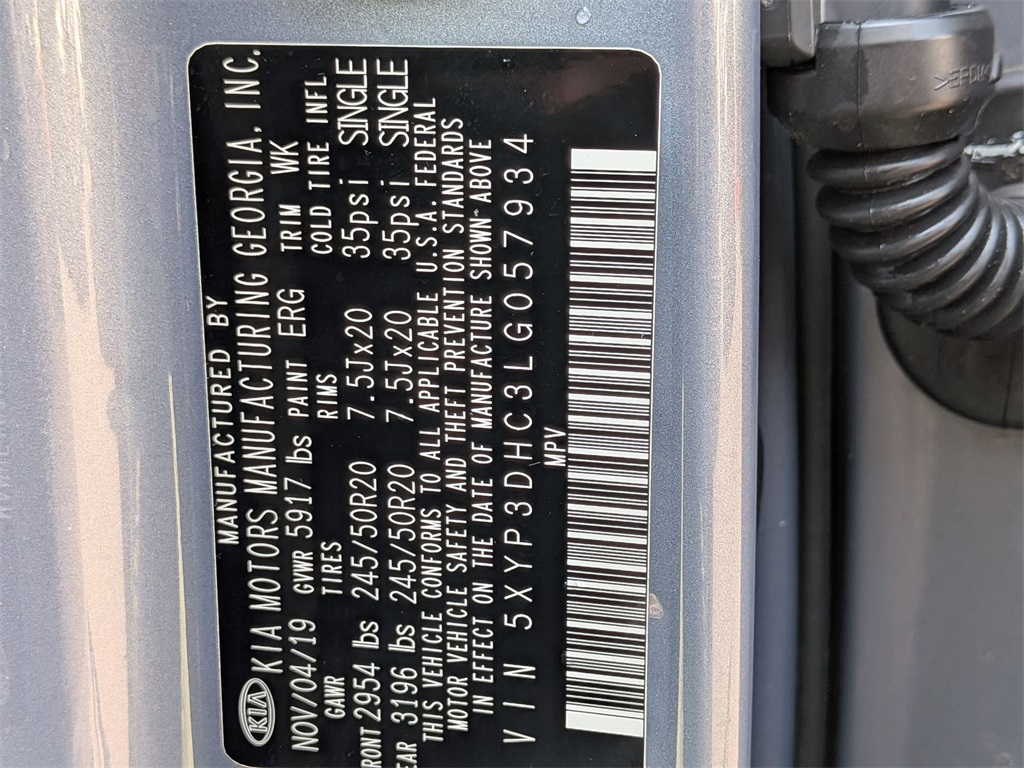 MANUFACTURED BY
KIA KIA MOTORS MANUFACTURING GEORGIA, INC.
NOV/04/19 GVWR 5917 lbs PAINT ERG TRIM WK
GAWR TIRES RIMS COLD TIRE INFL
RONT 2954 lbs 245/50R20 7.5Jx20 35psi SINGLE
EAR 3196 lbs 245/50R20 7.5Jx20 35psi SINGLE
THIS VEHICLE CONFORMS TO ALL APPLICABLE U.S.A. FEDERAL
MOTOR VEHICLE SAFETY AND THEFT PREVENTION STANDARDS
IN EFFECT ON THE DATE OF MANUFACTURE SHOWN ABOVE
VIN 5XYP3DHC3LG057934
MPV